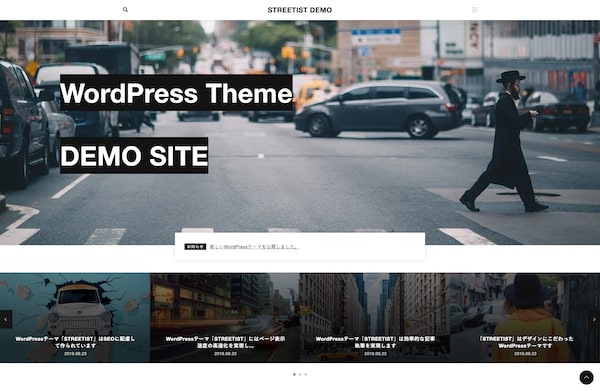 STREETIST DEMO
WordPress Theme
DEMO SITE
お知らせ 新しいWordPressテーマを公開しました。
WordPressテーマ「STREETIST」はSEOに配慮し
て作られています
2019.09.23
WordPressテーマ「STREETIST」にはページ表示
速度の高速化を実現し...
2019.09.23
WordPressテーマ「STREETIST」は効率的な記事
執筆を実現します
2019.09.23
「STREETIST」はデザインにこだわった
WordPressテーマです
2019.09.23